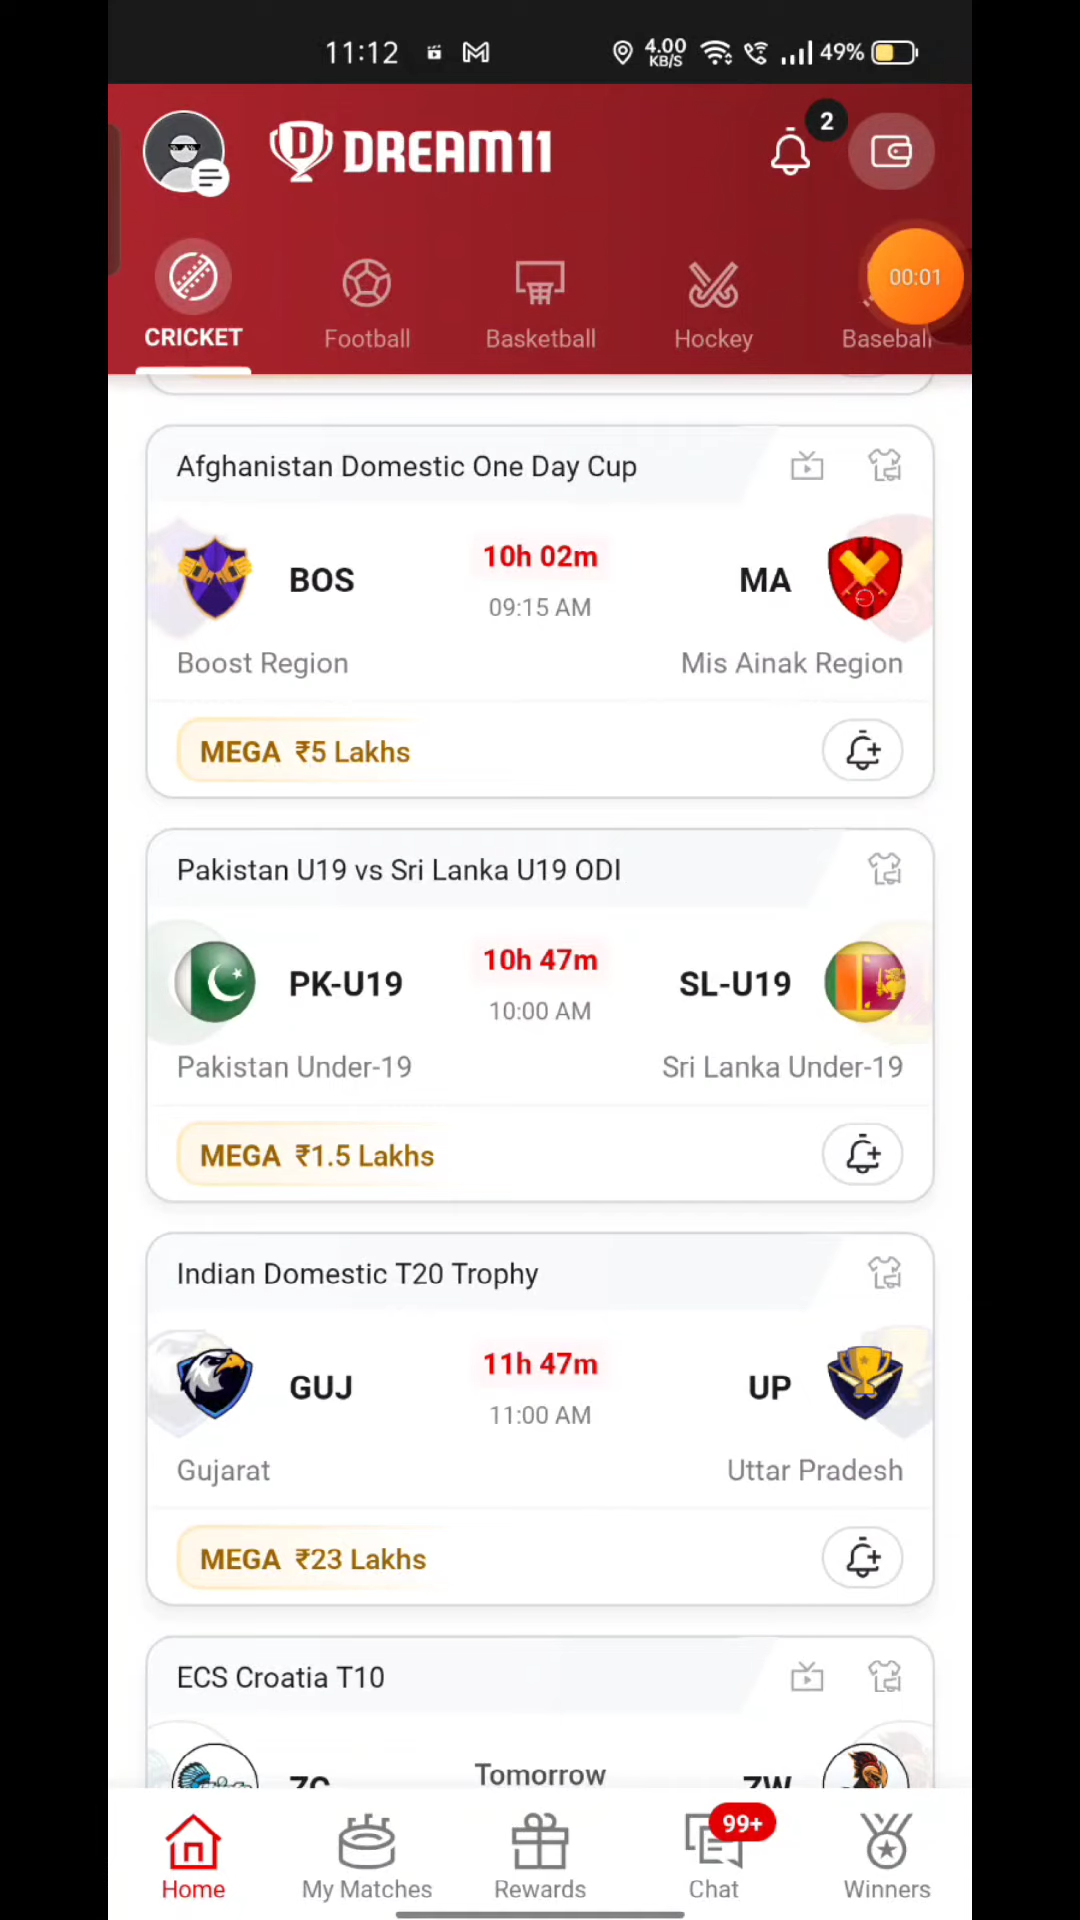 11:12 4.00 KB/S 49%
DREAM11 2
00:01
CRICKET Football Basketball Hockey Baseball
Afghanistan Domestic One Day Cup
BOS 10h 02m MA
09:15 AM
Boost Region Mis Ainak Region
MEGA ₹5 Lakhs
Pakistan U19 vs Sri Lanka U19 ODI
PK-U19 10h 47m SL-U19
10:00 AM
Pakistan Under-19 Sri Lanka Under-19
MEGA ₹1.5 Lakhs
Indian Domestic T20 Trophy
GUJ 11h 47m UP
11:00 AM
Gujarat Uttar Pradesh
MEGA ₹23 Lakhs
ECS Croatia T10
Tomorrow
ZC ZW
99+
Home My Matches Rewards Chat Winners